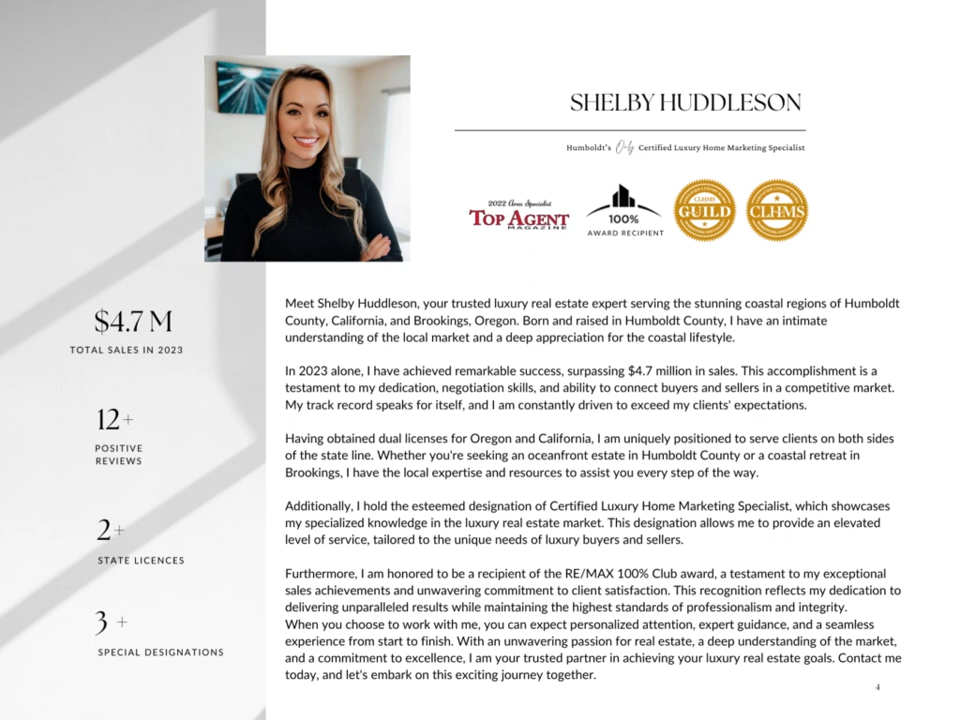 SHELBY HUDDLESON
Humboldt's Only Certified Luxury Home Marketing Specialist
2022 Area Specialist
TOP AGENT
MAGAZINE
100%
AWARD RECIPIENT
CLHMS
GUILD
CLHMS
$4.7 M
TOTAL SALES IN 2023
12+
POSITIVE
REVIEWS
2+
STATE LICENCES
3 +
SPECIAL DESIGNATIONS
Meet Shelby Huddleson, your trusted luxury real estate expert serving the stunning coastal regions of Humboldt
County, California, and Brookings, Oregon. Born and raised in Humboldt County, I have an intimate
understanding of the local market and a deep appreciation for the coastal lifestyle.
In 2023 alone, I have achieved remarkable success, surpassing $4.7 million in sales. This accomplishment is a
testament to my dedication, negotiation skills, and ability to connect buyers and sellers in a competitive market.
My track record speaks for itself, and I am constantly driven to exceed my clients' expectations.
Having obtained dual licenses for Oregon and California, I am uniquely positioned to serve clients on both sides
of the state line. Whether you're seeking an oceanfront estate in Humboldt County or a coastal retreat in
Brookings, I have the local expertise and resources to assist you every step of the way.
Additionally, I hold the esteemed designation of Certified Luxury Home Marketing Specialist, which showcases
my specialized knowledge in the luxury real estate market. This designation allows me to provide an elevated
level of service, tailored to the unique needs of luxury buyers and sellers.
Furthermore, I am honored to be a recipient of the RE/MAX 100% Club award, a testament to my exceptional
sales achievements and unwavering commitment to client satisfaction. This recognition reflects my dedication to
delivering unparalleled results while maintaining the highest standards of professionalism and integrity.
When you choose to work with me, you can expect personalized attention, expert guidance, and a seamless
experience from start to finish. With an unwavering passion for real estate, a deep understanding of the market,
and a commitment to excellence, I am your trusted partner in achieving your luxury real estate goals. Contact me
today, and let's embark on this exciting journey together.
4